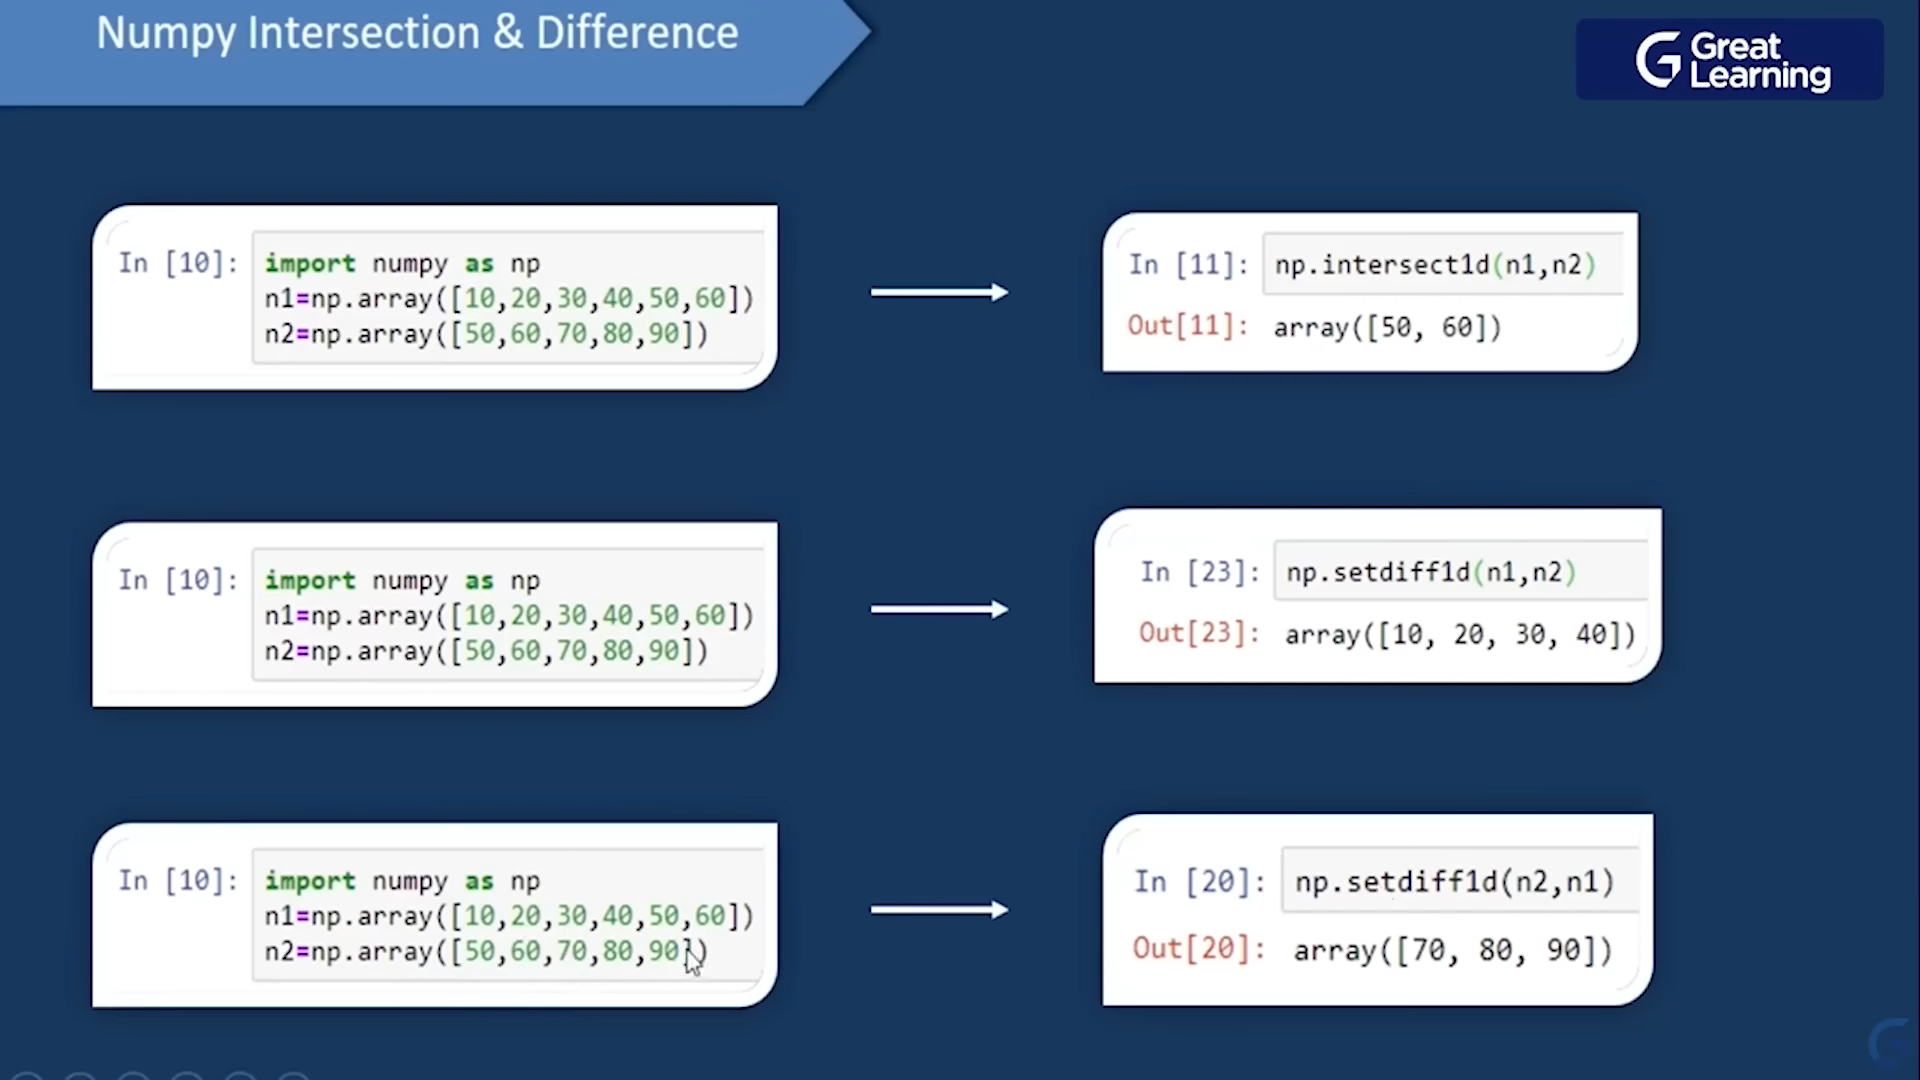 Numpy Intersection & Difference
Great
Learning
In [10]: import numpy as np
n1=np.array([10,20,30,40,50,60])
n2=np.array([50,60,70,80,90])
In [11]: np.intersect1d(n1,n2)
Out[11]: array([50, 60])
In [10]: import numpy as np
n1=np.array([10,20,30,40,50,60])
n2=np.array([50,60,70,80,90])
In [23]: np.setdiff1d(n1,n2)
Out[23]: array([10, 20, 30, 40])
In [10]: import numpy as np
n1=np.array([10,20,30,40,50,60])
n2=np.array([50,60,70,80,90])
In [20]: np.setdiff1d(n2,n1)
Out[20]: array([70, 80, 90])